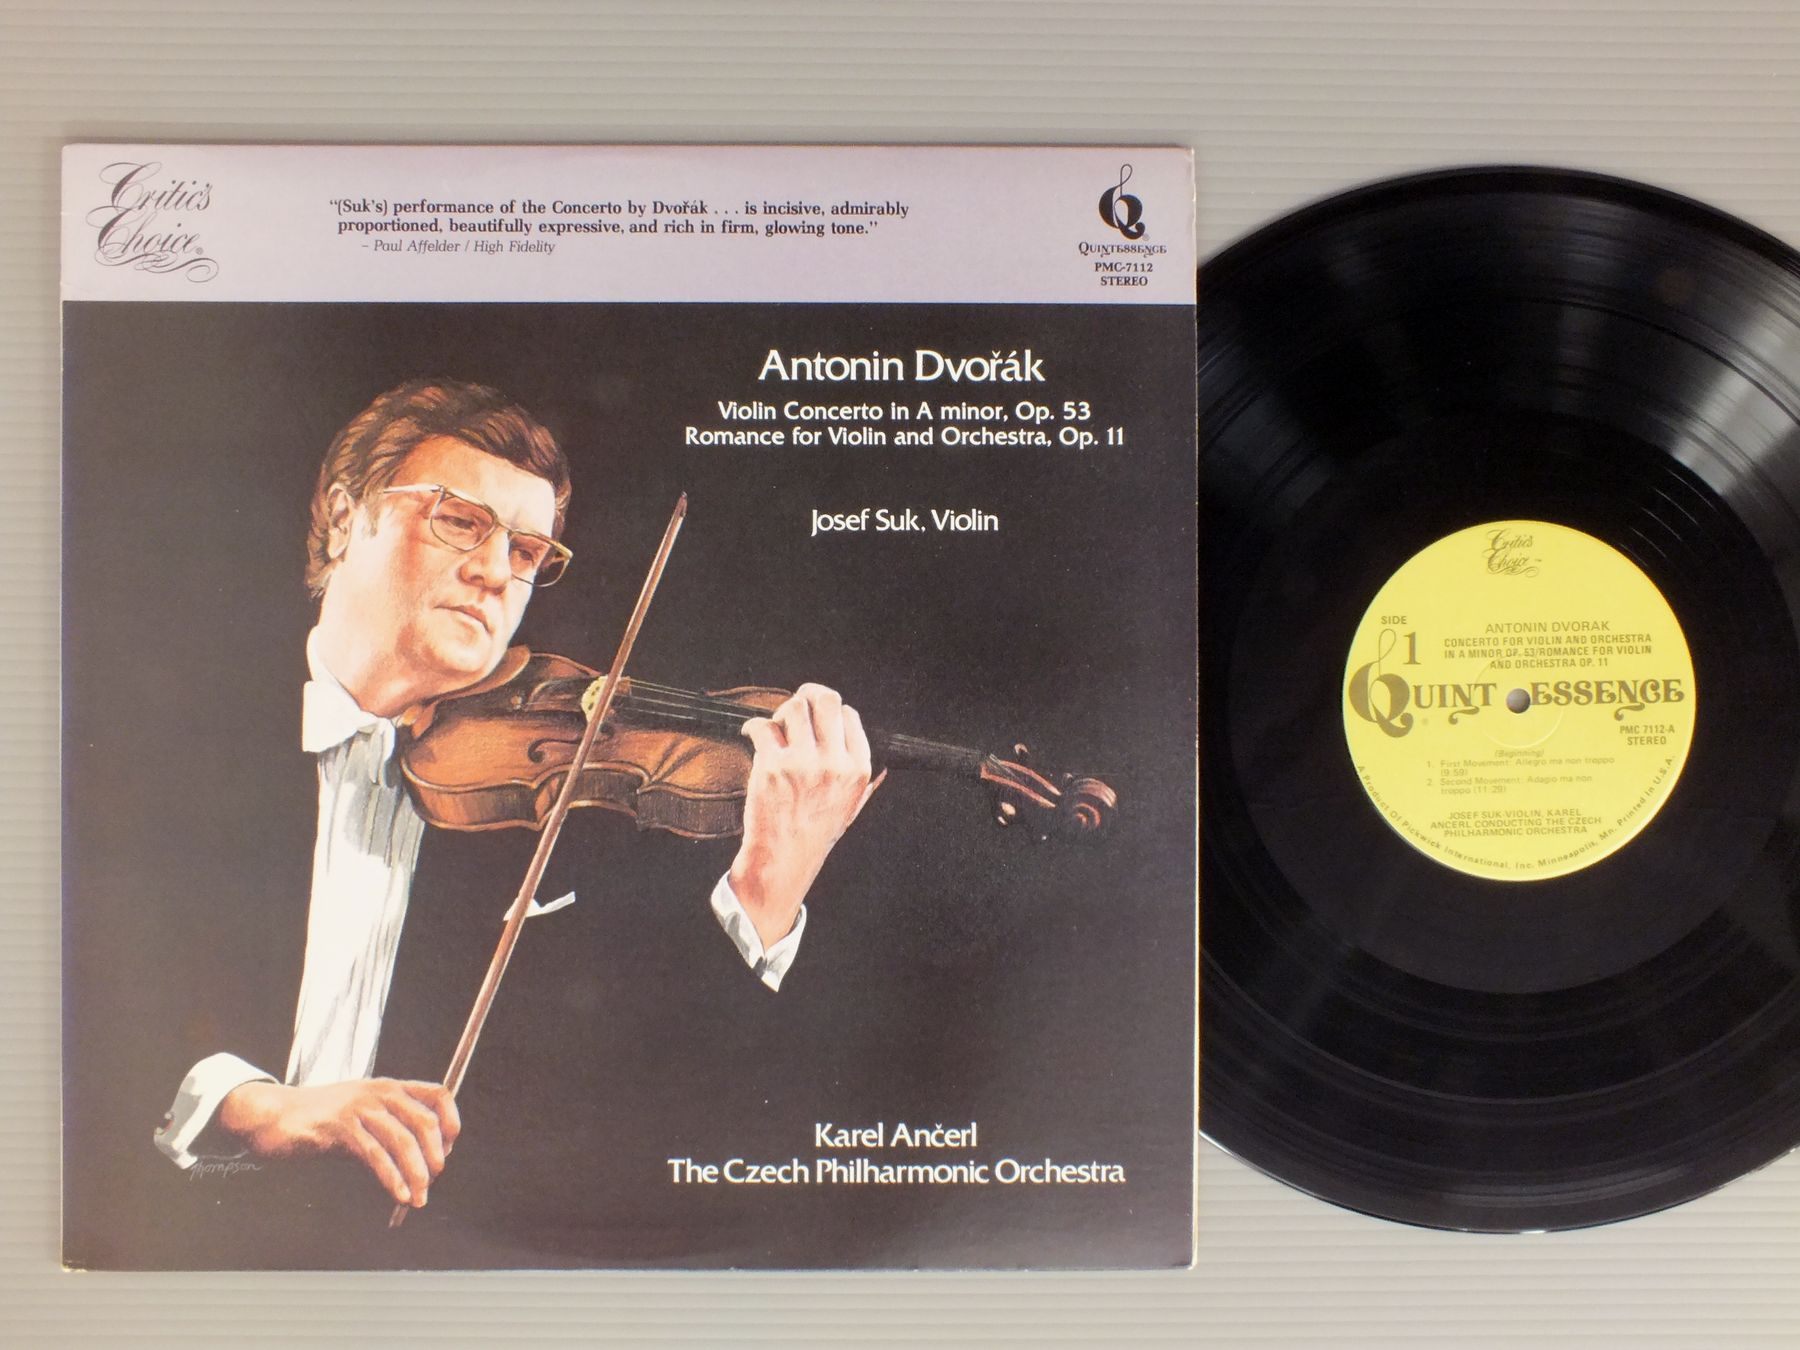 Critic's
Choice®
"(Suk's) performance of the Concerto by Dvořák . . . is incisive, admirably
proportioned, beautifully expressive, and rich in firm, glowing tone."
– Paul Affelder / High Fidelity
QUINTESSENCE®
PMC-7112
STEREO
Antonin Dvořák
Violin Concerto in A minor, Op. 53
Romance for Violin and Orchestra, Op. 11
Josef Suk, Violin
Karel Ančerl
The Czech Philharmonic Orchestra
Thompson
Critic's
Choice™
SIDE
1
ANTONIN DVORAK
CONCERTO FOR VIOLIN AND ORCHESTRA
IN A MINOR OP. 53/ROMANCE FOR VIOLIN
AND ORCHESTRA OP. 11
QUINTESSENCE®
PMC 7112-A
STEREO
(Beginning)
1. First Movement: Allegro ma non troppo
(9:59)
2. Second Movement: Adagio ma non
troppo (11:29)
JOSEF SUK-VIOLIN, KAREL
ANCERL CONDUCTING THE CZECH
PHILHARMONIC ORCHESTRA
A Product Of Pickwick International, Inc. Minneapolis, Mn. Printed in U.S.A.